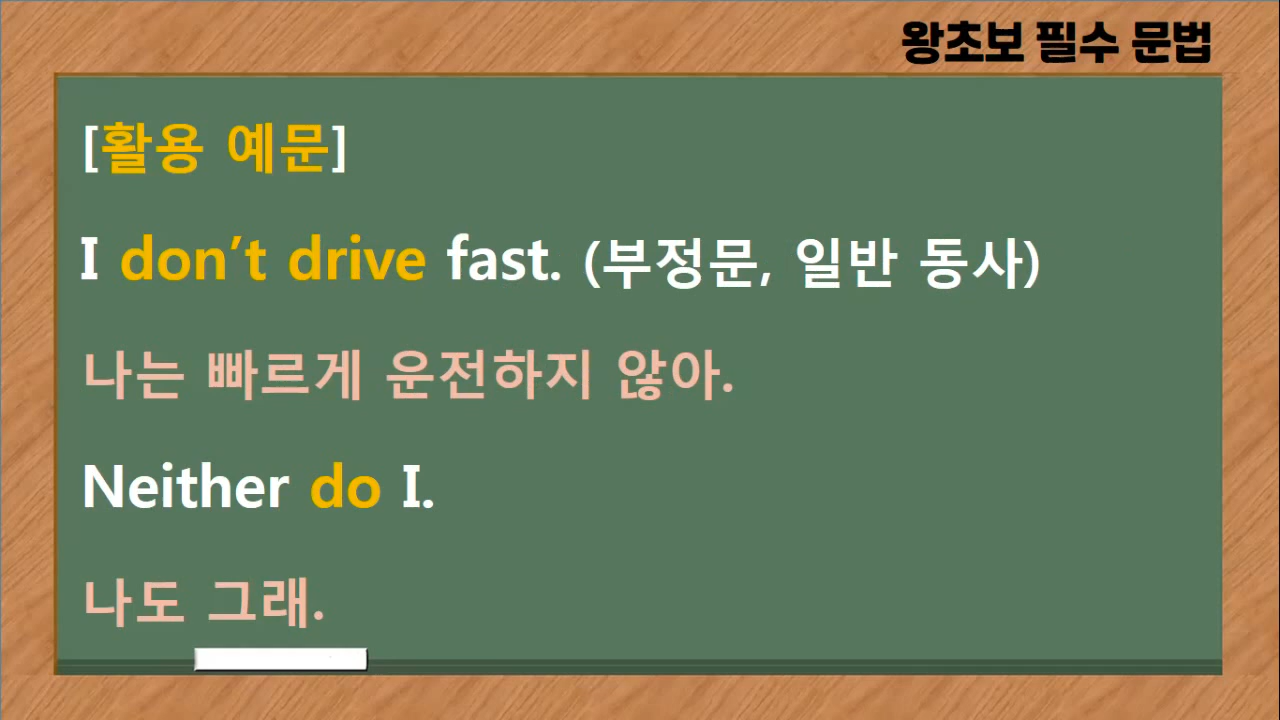 왕초보 필수 문법
[활용 예문]
I don’t drive fast. (부정문, 일반 동사)
나는 빠르게 운전하지 않아.
Neither do I.
나도 그래.